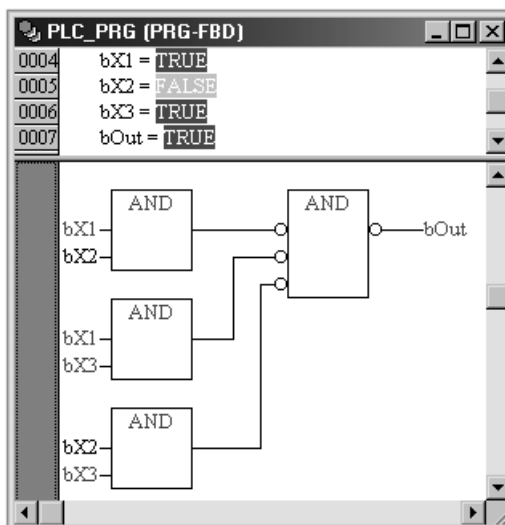 PLC_PRG (PRG-FBD)
0004 bX1 = TRUE
0005 bX2 = FALSE
0006 bX3 = TRUE
0007 bOut = TRUE
AND
AND
bX1
bOut
bX2
AND
bX1
bX3
AND
bX2
bX3